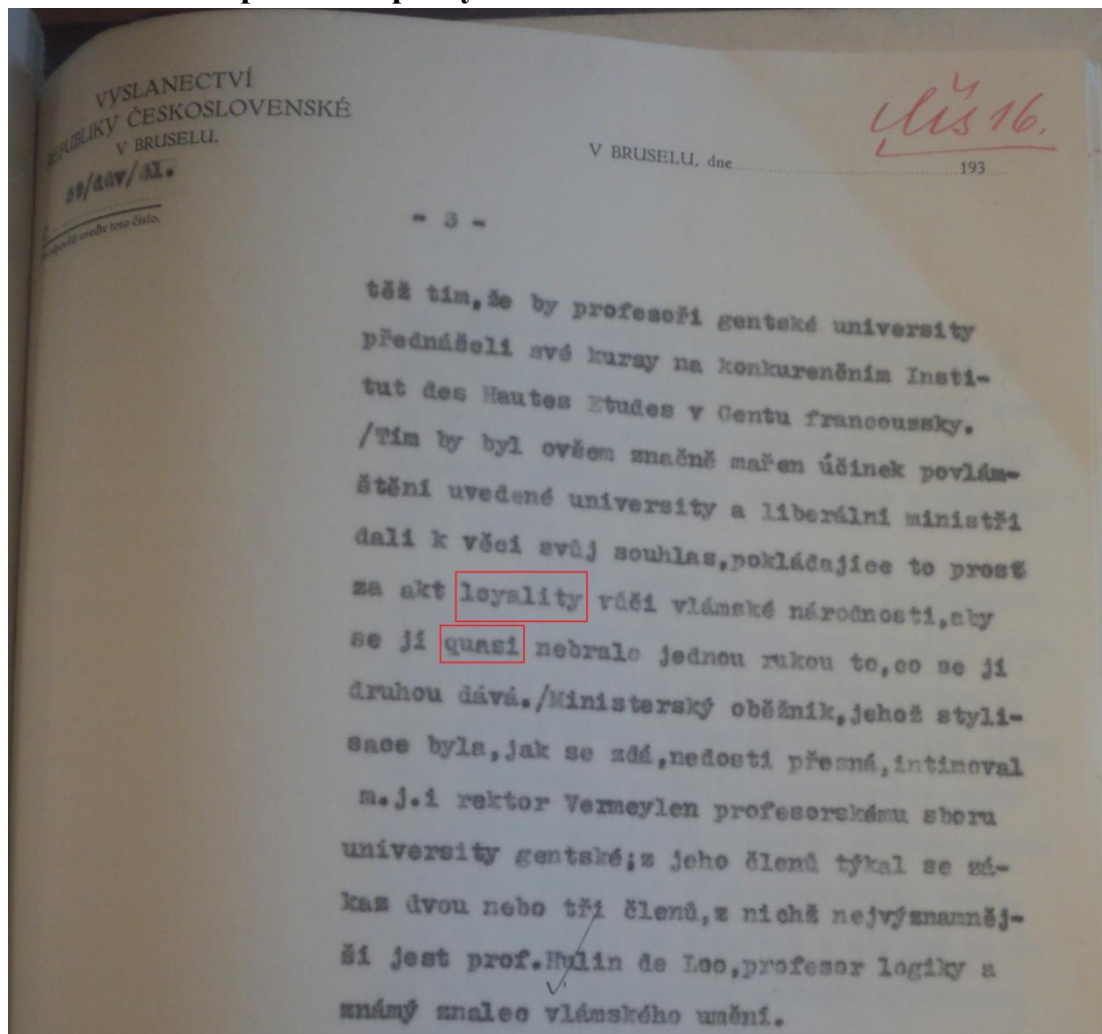 VYSLANECTVÍ
REPUBLIKY ČESKOSLOVENSKÉ
V BRUSELU.
V BRUSELU, dne 193
čís 16.
toto číslo.
- 3 -
též tím,že by profesoři gentské university
přednášeli své kursy na konkurenčním Insti-
tut des Hautes Etudes v Gentu francoussky.
/Tím by byl ovšem značně mařen účinek povlám-
štění uvedené university a liberální ministři
dali k věci svůj souhlas,pokládajíce to prostě
za akt loyality vůči vlámské národnosti,aby
se jí quasi nebralo jednou rukou to,co se jí
druhou dává./Ministerský oběžník,jehož styli-
sace byla,jak se zdá,nedosti přesná,intimoval
m.j.i rektor Vermeylen profesorskému sboru
university gentské;z jeho členů týkal se zá-
kaz dvou nebo tří členů,z nichž nejvýznamněj-
ší jest prof.Hulin de Loo,profesor logiky a
známý znalec vlámského umění.